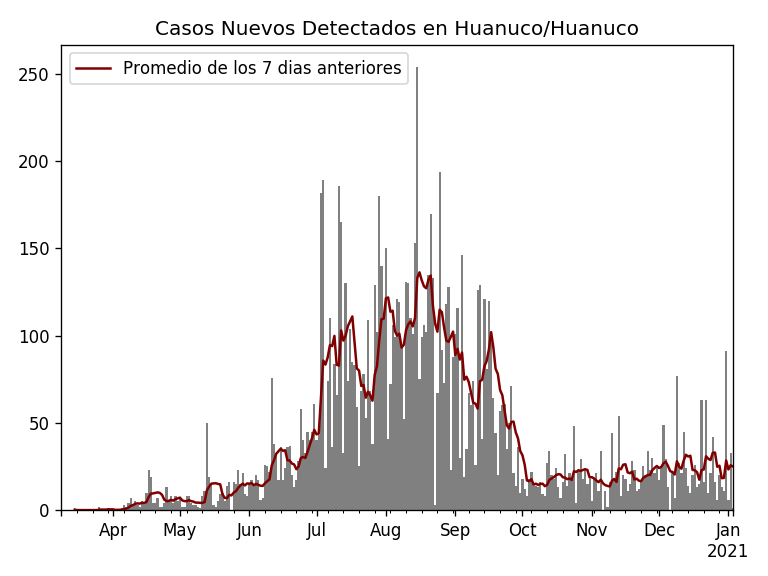 Casos Nuevos Detectados en Huanuco/Huanuco
Promedio de los 7 dias anteriores
250
200
150
100
50
0
Apr May Jun Jul Aug Sep Oct Nov Dec Jan
2021